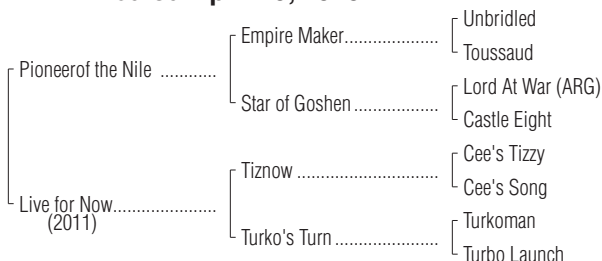 Unbridled
Empire Maker....................
Toussaud
Pioneerof the Nile ............
Lord At War (ARG)
Star of Goshen..................
Castle Eight
Cee's Tizzy
Tiznow ..............................
Cee's Song
Live for Now......................
(2011)
Turkoman
Turko's Turn ......................
Turbo Launch